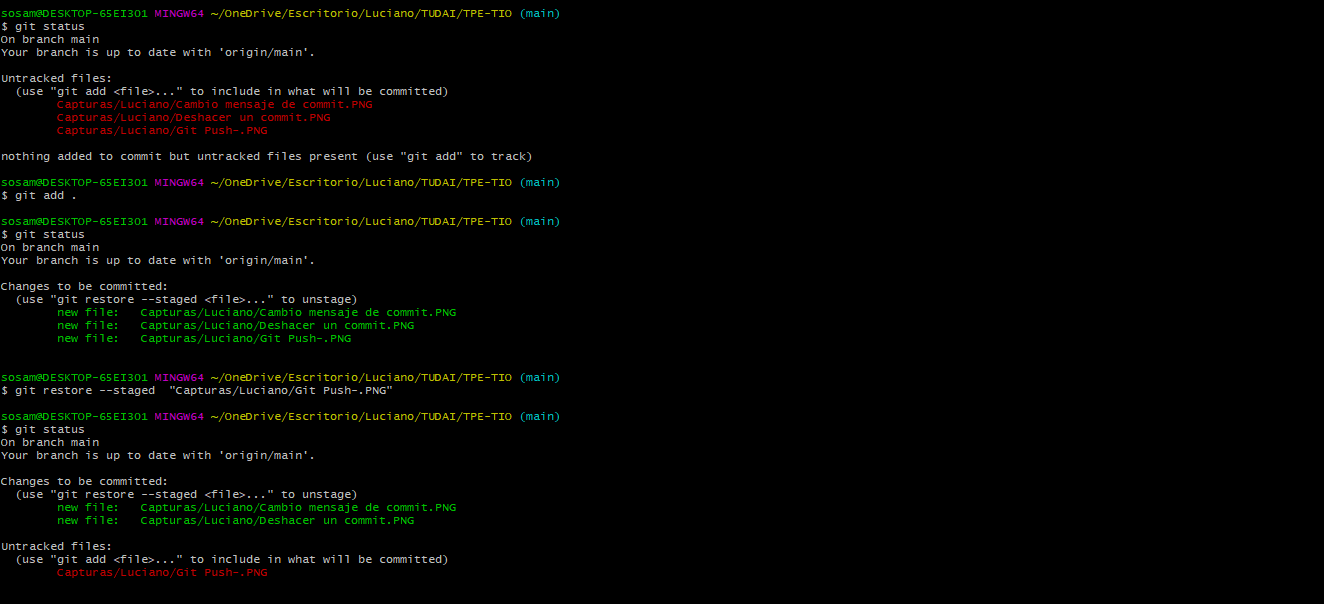 sosam@DESKTOP-65EI3O1 MINGW64 ~/OneDrive/Escritorio/Luciano/TUDAI/TPE-TIO (main)
$ git status
On branch main
Your branch is up to date with 'origin/main'.
Untracked files:
(use "git add <file>..." to include in what will be committed)
Capturas/Luciano/Cambio mensaje de commit.PNG
Capturas/Luciano/Deshacer un commit.PNG
Capturas/Luciano/Git Push-.PNG
nothing added to commit but untracked files present (use "git add" to track)
sosam@DESKTOP-65EI3O1 MINGW64 ~/OneDrive/Escritorio/Luciano/TUDAI/TPE-TIO (main)
$ git add .
sosam@DESKTOP-65EI3O1 MINGW64 ~/OneDrive/Escritorio/Luciano/TUDAI/TPE-TIO (main)
$ git status
On branch main
Your branch is up to date with 'origin/main'.
Changes to be committed:
(use "git restore --staged <file>..." to unstage)
new file:   Capturas/Luciano/Cambio mensaje de commit.PNG
new file:   Capturas/Luciano/Deshacer un commit.PNG
new file:   Capturas/Luciano/Git Push-.PNG
sosam@DESKTOP-65EI3O1 MINGW64 ~/OneDrive/Escritorio/Luciano/TUDAI/TPE-TIO (main)
$ git restore --staged  "Capturas/Luciano/Git Push-.PNG"
sosam@DESKTOP-65EI3O1 MINGW64 ~/OneDrive/Escritorio/Luciano/TUDAI/TPE-TIO (main)
$ git status
On branch main
Your branch is up to date with 'origin/main'.
Changes to be committed:
(use "git restore --staged <file>..." to unstage)
new file:   Capturas/Luciano/Cambio mensaje de commit.PNG
new file:   Capturas/Luciano/Deshacer un commit.PNG
Untracked files:
(use "git add <file>..." to include in what will be committed)
Capturas/Luciano/Git Push-.PNG